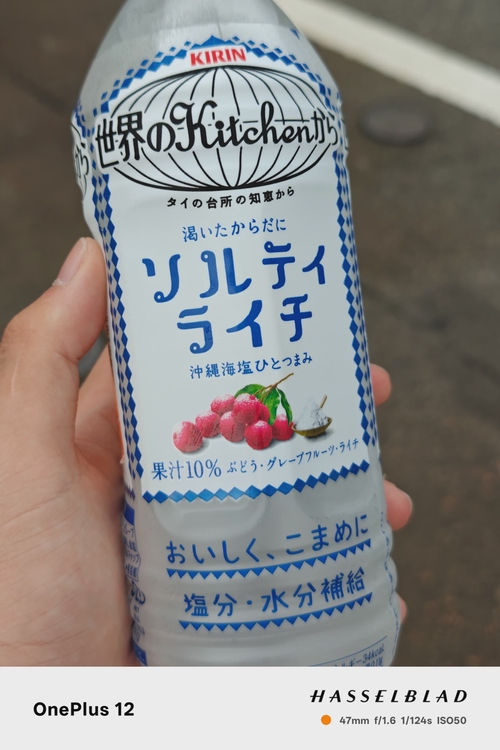 KIRIN
世界のKitchenから
から
タイの台所の知恵から
渇いたからだに
ソルティ
ライチ
沖縄海塩ひとつまみ
果汁10% ぶどう・グレープフルーツ・ライチ
おいしく、こまめに
塩分・水分補給
OnePlus 12
HASSELBLAD
47mm f/1.6 1/124s ISO50